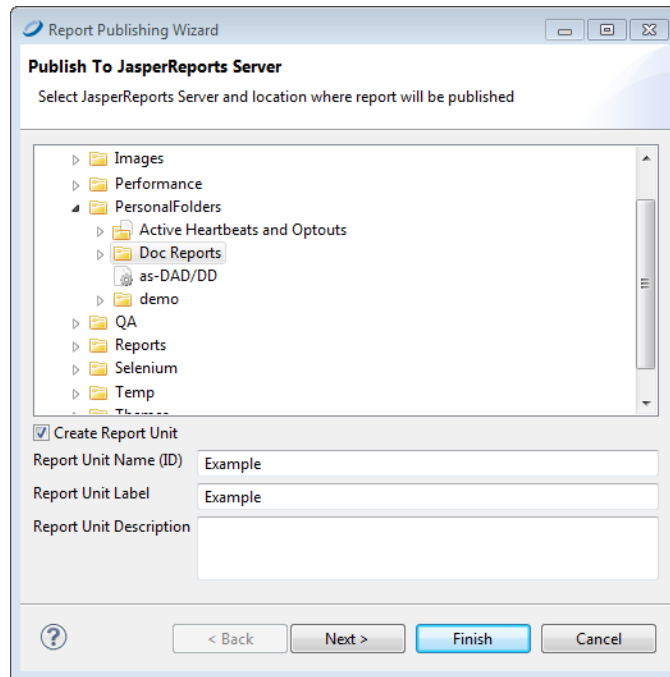 Report Publishing Wizard
Publish To JasperReports Server
Select JasperReports Server and location where report will be published
Images
Performance
PersonalFolders
Active Heartbeats and Optouts
Doc Reports
as-DAD/DD
demo
QA
Reports
Selenium
Temp
Create Report Unit
Report Unit Name (ID) Example
Report Unit Label Example
Report Unit Description
? < Back Next > Finish Cancel